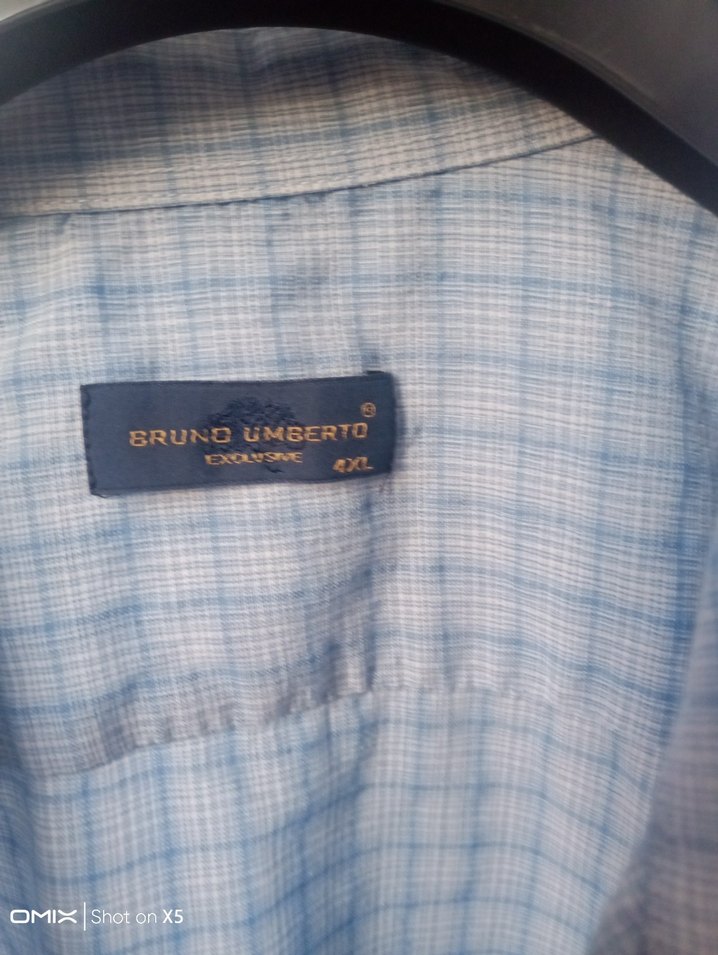 BRUNO UMBERTO®
EXCLUSIVE 4XL
OMIX | Shot on X5